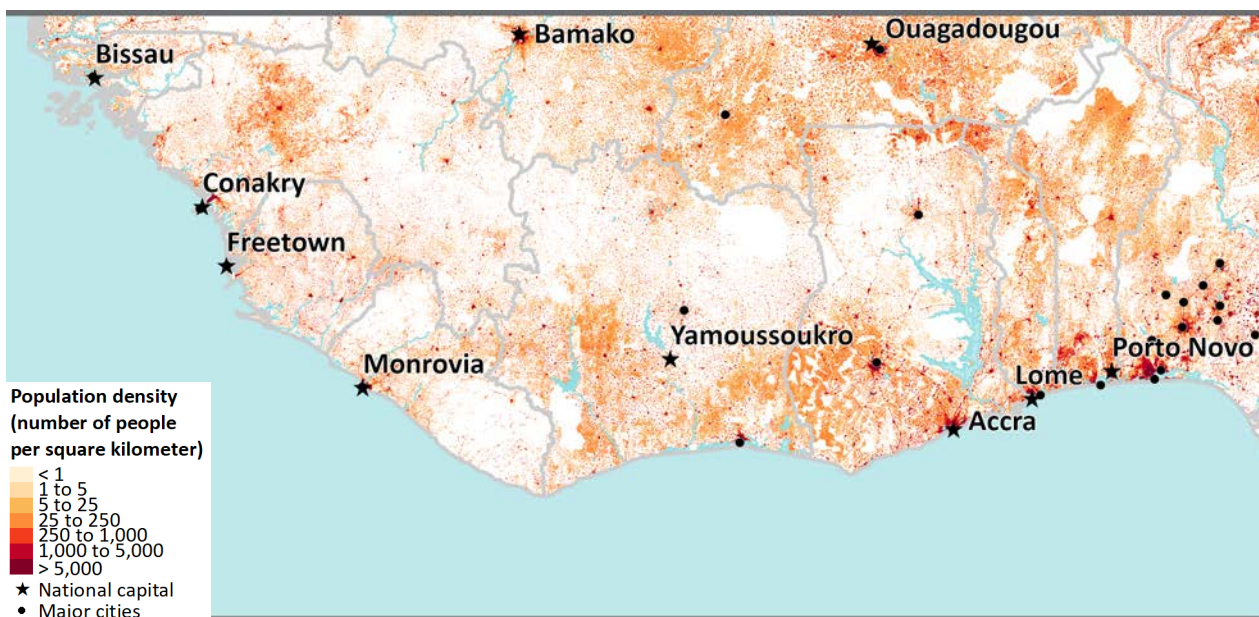 Bissau
Bamako
Ouagadougou
Conakry
Freetown
Monrovia
Yamoussoukro
Porto Novo
Lome
Accra
Population density
(number of people
per square kilometer)
< 1
1 to 5
5 to 25
25 to 250
250 to 1,000
1,000 to 5,000
> 5,000
National capital
Major cities